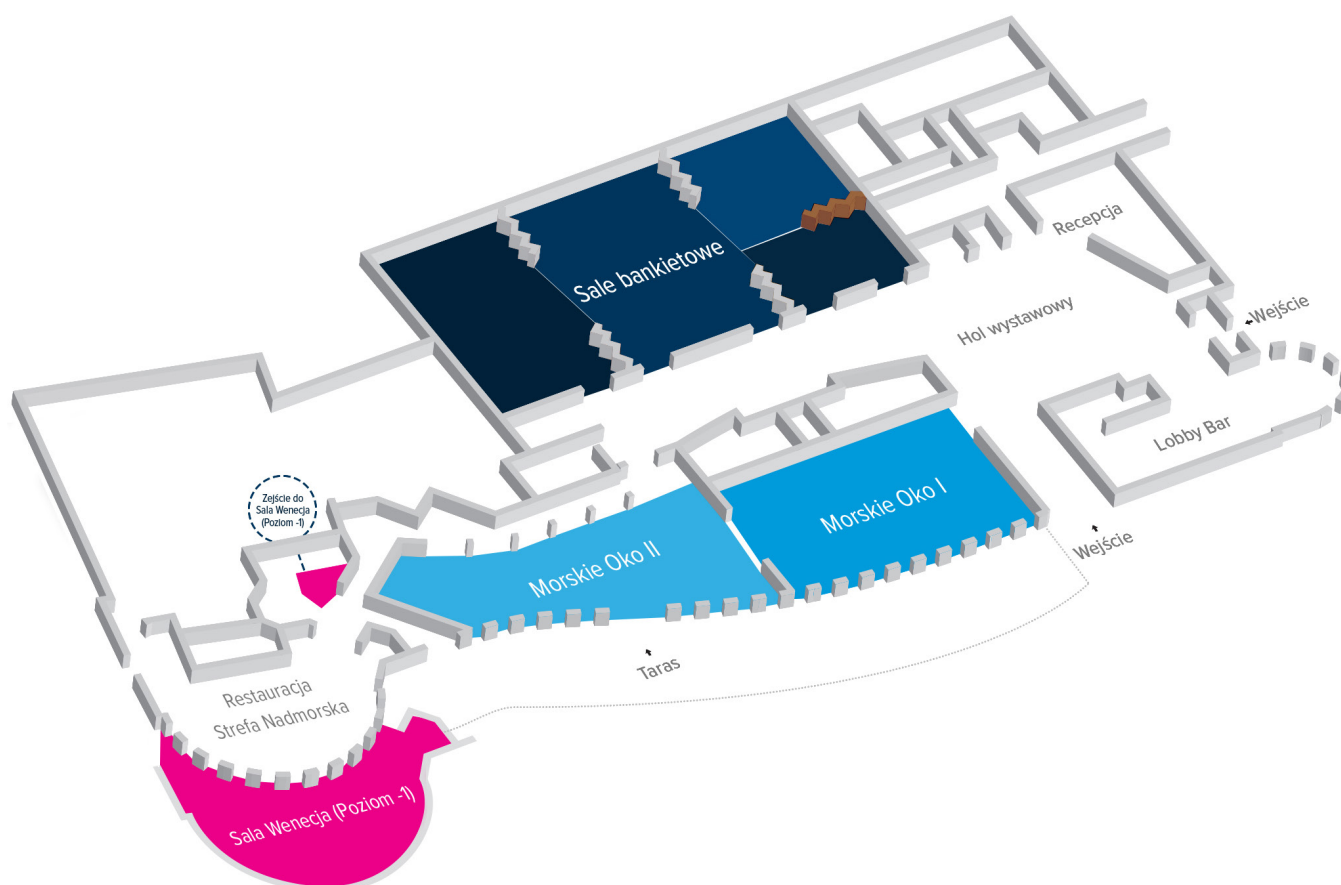 Sale bankietowe
Recepcja
Wejście
Hol wystawowy
Lobby Bar
Zejście do
Sala Wenecja
(Poziom -1)
Morskie Oko I
Morskie Oko II
Wejście
Taras
Restauracja
Strefa Nadmorska
Sala Wenecja (Poziom -1)